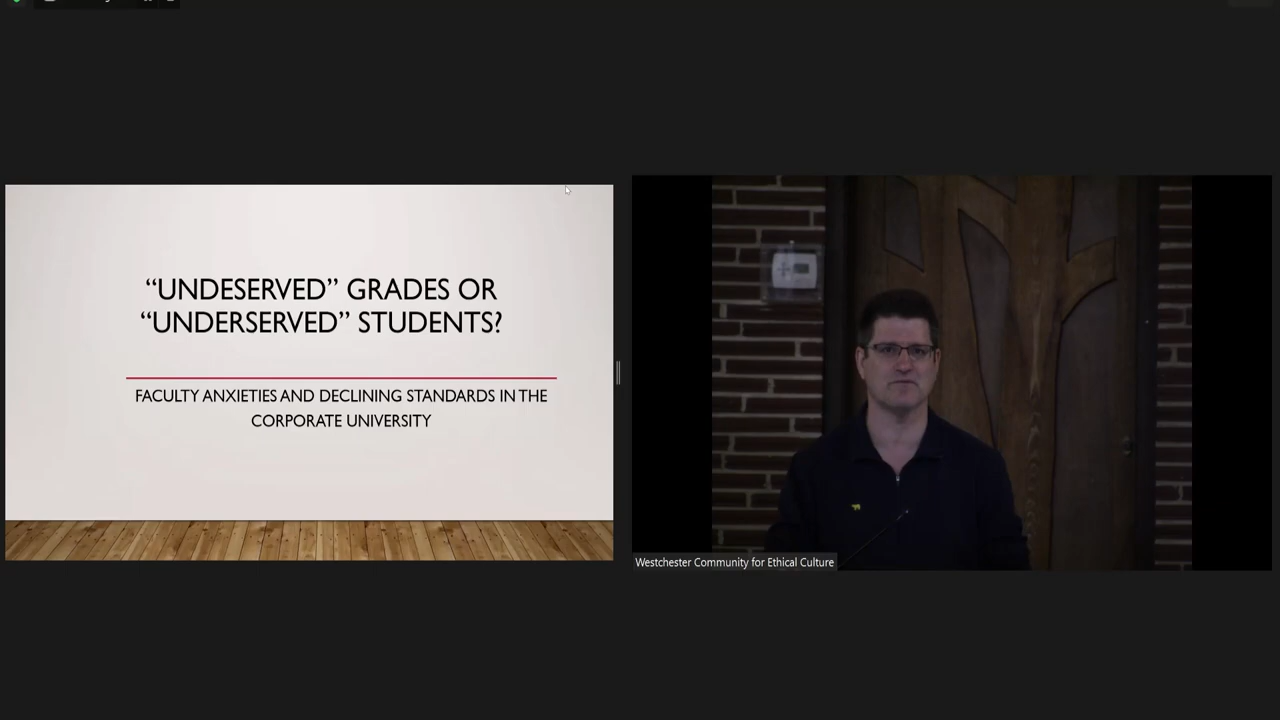 “UNDESERVED” GRADES OR
“UNDERSERVED” STUDENTS?
FACULTY ANXIETIES AND DECLINING STANDARDS IN THE
CORPORATE UNIVERSITY
Westchester Community for Ethical Culture